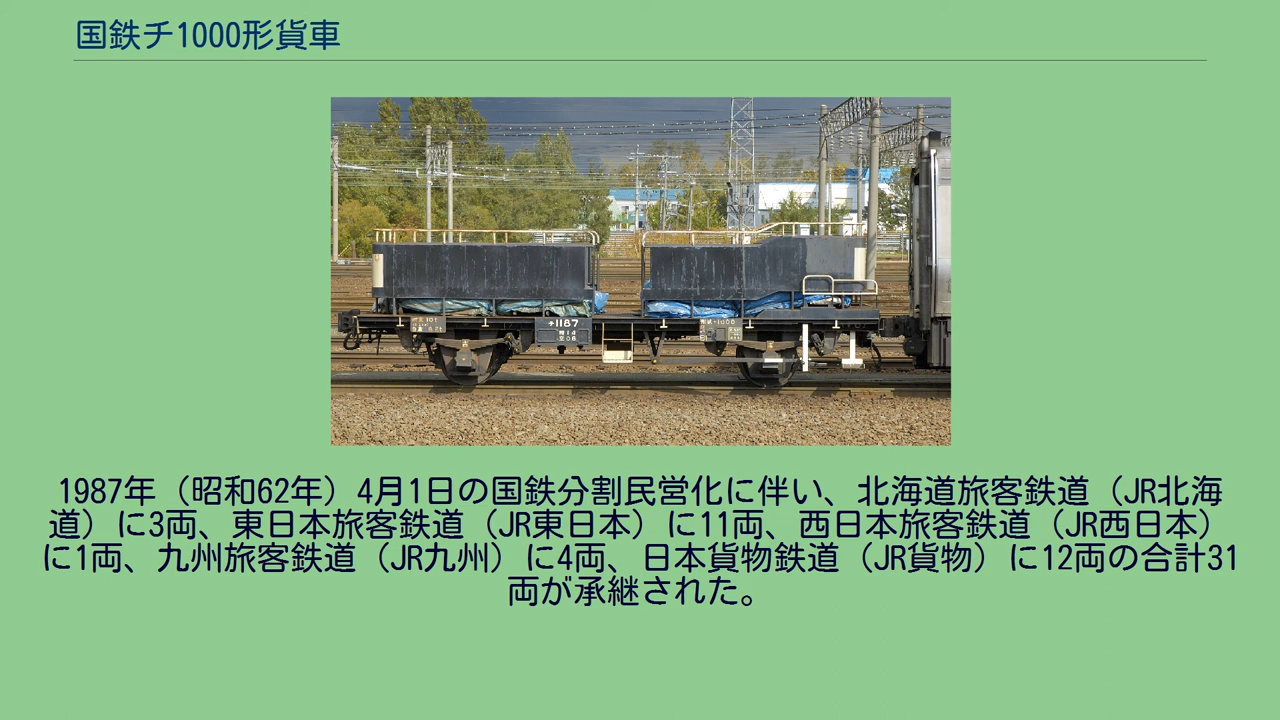 国鉄チ1000形貨車
チ1187
1987年（昭和62年）4月1日の国鉄分割民営化に伴い、北海道旅客鉄道（JR北海
道）に3両、東日本旅客鉄道（JR東日本）に11両、西日本旅客鉄道（JR西日本）
に1両、九州旅客鉄道（JR九州）に4両、日本貨物鉄道（JR貨物）に12両の合計31
両が承継された。